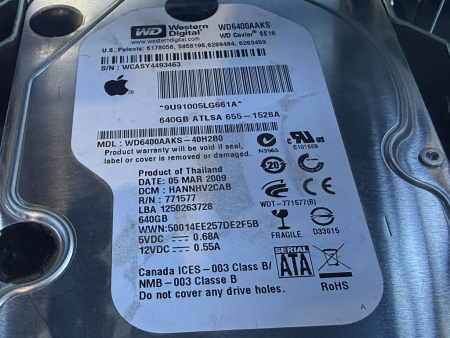 WD Western Digital WD6400AAKS
westerndigital.com WD Caviar® SE16
U.S. Patents: 6178056, 5956196, 6289484, 6263459
S/N: WCASY4493463
*9U91005LG661A*
640GB ATLSA 655-1528A
MDL: WD6400AAKS-40H2B0
Product warranty will be void if seal,
label or cover is removed or damaged.
N3565
E101559
Product of Thailand
DATE: 05 MAR 2009
DCM: HANNHV2CAB
R/N: 771577
LBA 1250263728
640GB
WWN:50014EE257DE2F5B
5VDC 0.68A
12VDC 0.55A
20
WDT-771577(B)
FRAGILE
D33015
SERIAL
ATA
RoHS
Canada ICES-003 Class B/
NMB-003 Classe B
Do not cover any drive holes.
A